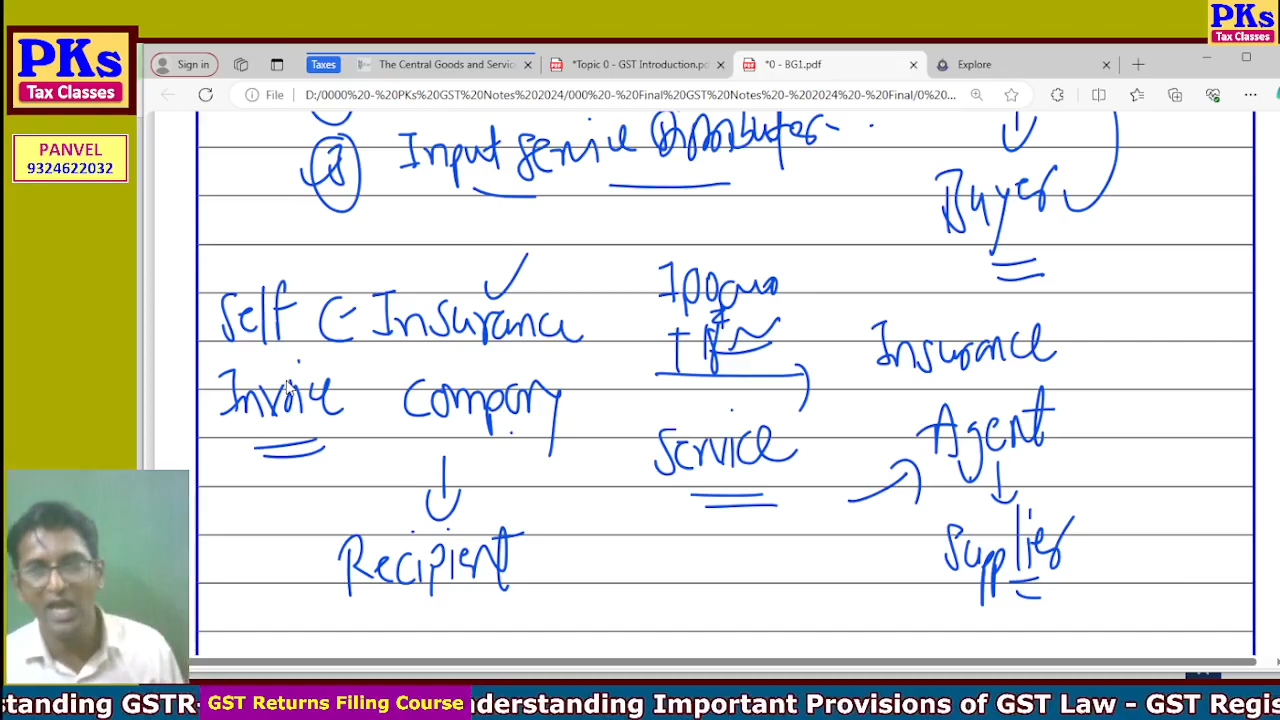 PKs
Tax Classes
PKs
Tax Classes
Sign in
Taxes
The Central Goods and Servic
*Topic 0 - GST Introduction.pd
*0 - BG1.pdf
Explore
File
D:/0000%20-%20PKs%20GST%20Notes%202024/000%20-%20Final%20GST%20Notes%20-%202024%20-%20Final/0%20...
PANVEL
9324622032
Input Service
Buyer
Self Insurance
Invoice Company
Service
Insurance
Agent
Supplier
Recipient
standing GSTR-
GST Returns Filing Course
nderstanding Important Provisions of GST Law - GST Regis